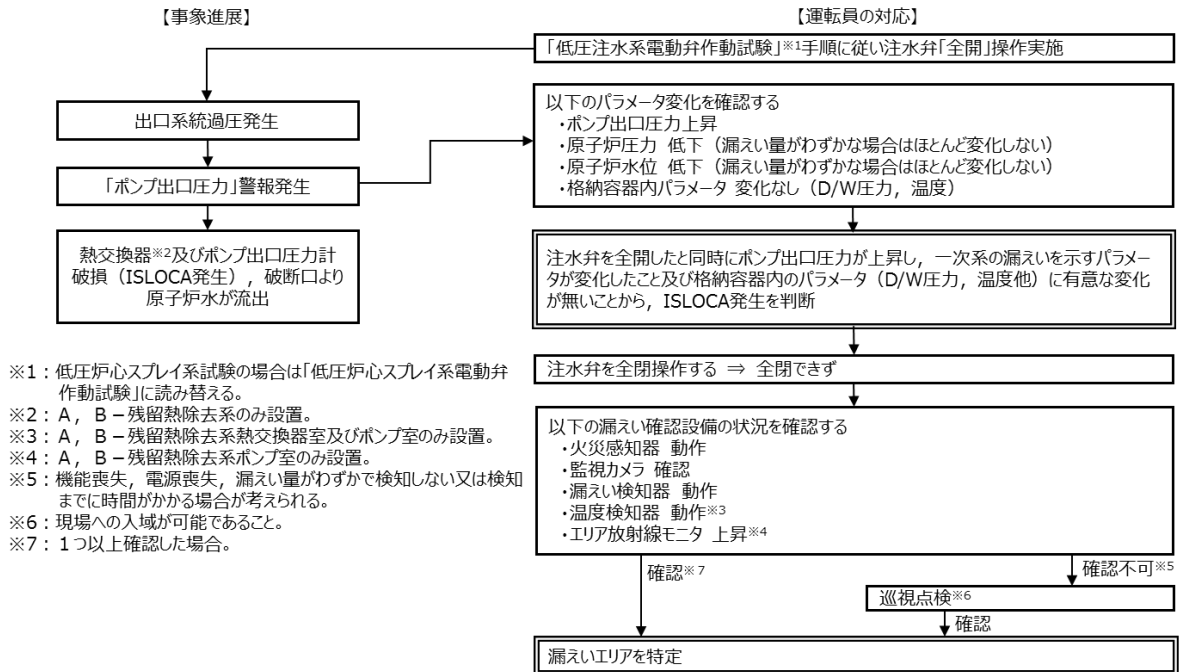 【事象進展】
【運転員の対応】
「低圧注水系電動弁作動試験」※1手順に従い注水弁「全開」操作実施
出口系統過圧発生
「ポンプ出口圧力」警報発生
熱交換器※2及びポンプ出口圧力計
破損（ISLOCA発生），破断口より
原子炉水が流出
以下のパラメータ変化を確認する
・ポンプ出口圧力上昇
・原子炉圧力 低下（漏えい量がわずかな場合はほとんど変化しない）
・原子炉水位 低下（漏えい量がわずかな場合はほとんど変化しない）
・格納容器内パラメータ 変化なし（D/W圧力，温度）
注水弁を全開したと同時にポンプ出口圧力が上昇し，一次系の漏えいを示すパラメー
タが変化したこと及び格納容器内のパラメータ（D/W圧力，温度他）に有意な変化
が無いことから，ISLOCA発生を判断
注水弁を全閉操作する ⇒ 全閉できず
以下の漏えい確認設備の状況を確認する
・火災感知器 動作
・監視カメラ 確認
・漏えい検知器 動作
・温度検知器 動作※3
・エリア放射線モニタ 上昇※4
確認※7
確認不可※5
巡視点検※6
確認
漏えいエリアを特定
※1：低圧炉心スプレイ系試験の場合は「低圧炉心スプレイ系電動弁
作動試験」に読み替える。
※2：A，B－残留熱除去系のみ設置。
※3：A，B－残留熱除去系熱交換器室及びポンプ室のみ設置。
※4：A，B－残留熱除去系ポンプ室のみ設置。
※5：機能喪失，電源喪失，漏えい量がわずかで検知しない又は検知
までに時間がかかる場合が考えられる。
※6：現場への入域が可能であること。
※7：1つ以上確認した場合。